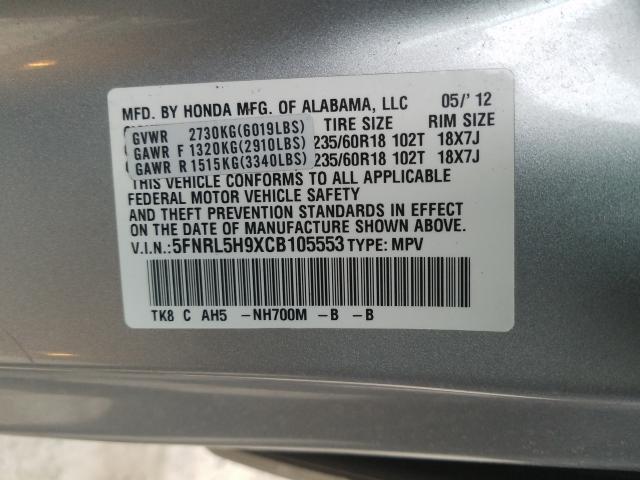 MFD. BY HONDA MFG. OF ALABAMA, LLC 05/'12
TIRE SIZE RIM SIZE
GVWR 2730KG(6019LBS)
GAWR F 1320KG(2910LBS) 235/60R18 102T 18X7J
GAWR R 1515KG(3340LBS) 235/60R18 102T 18X7J
THIS VEHICLE CONFORMS TO ALL APPLICABLE
FEDERAL MOTOR VEHICLE SAFETY
AND THEFT PREVENTION STANDARDS IN EFFECT
ON THE DATE OF MANUFACTURE SHOWN ABOVE.
V.I.N.:5FNRL5H9XCB105553 TYPE: MPV
TK8 C AH5 -NH700M -B -B